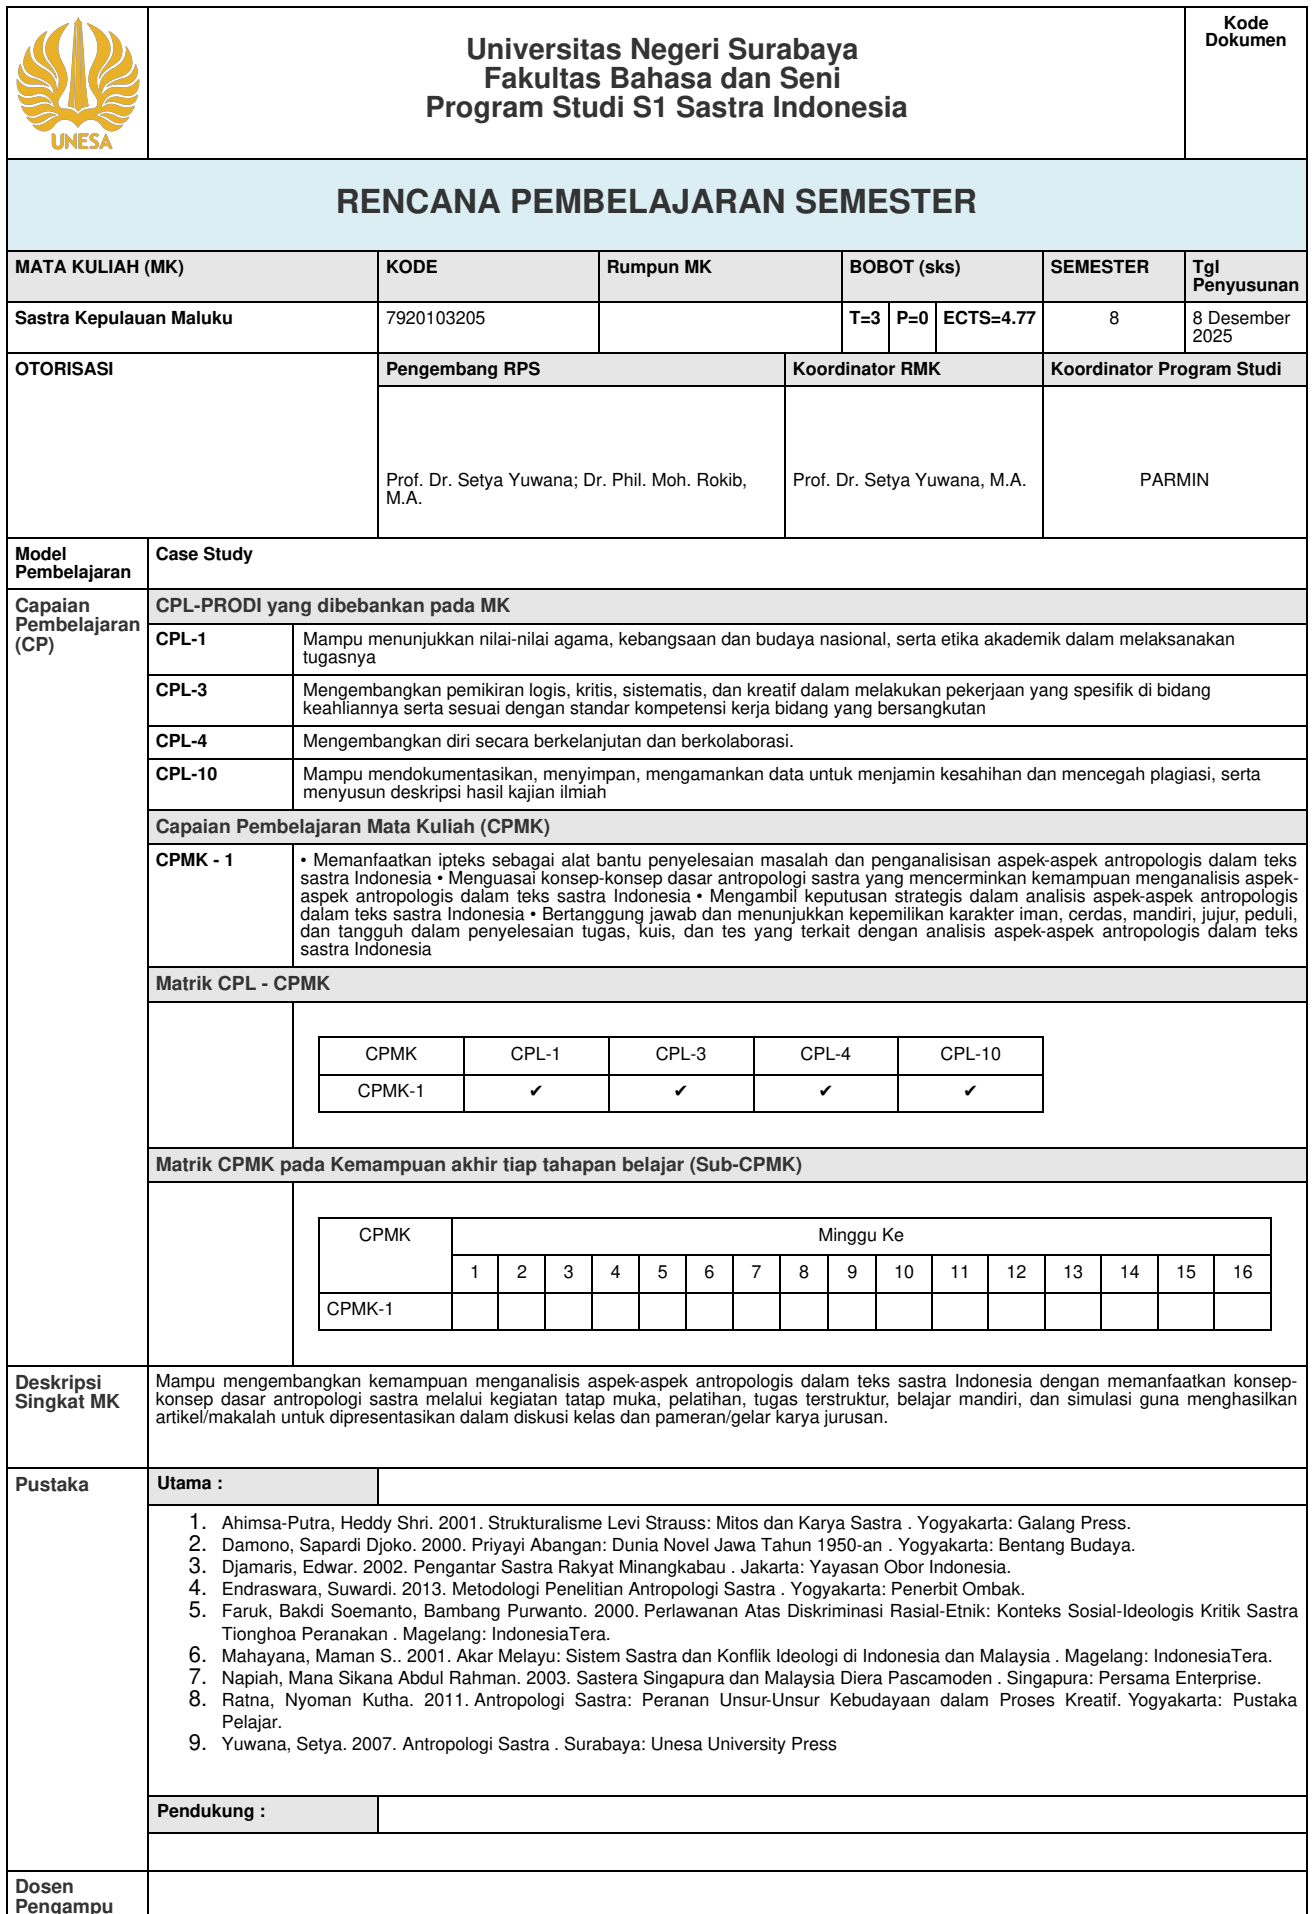 UNESA
Universitas Negeri Surabaya
Fakultas Bahasa dan Seni
Program Studi S1 Sastra Indonesia
Kode
Dokumen
RENCANA PEMBELAJARAN SEMESTER
MATA KULIAH (MK) KODE Rumpun MK BOBOT (sks) SEMESTER Tgl
Penyusunan
Sastra Kepulauan Maluku 7920103205 T=3 P=0 ECTS=4.77 8 8 Desember
2025
OTORISASI Pengembang RPS Koordinator RMK Koordinator Program Studi
Prof. Dr. Setya Yuwana; Dr. Phil. Moh. Rokib,
M.A.
Prof. Dr. Setya Yuwana, M.A.
PARMIN
Model
Pembelajaran
Case Study
Capaian
Pembelajaran
(CP)
CPL-PRODI yang dibebankan pada MK
CPL-1 Mampu menunjukkan nilai-nilai agama, kebangsaan dan budaya nasional, serta etika akademik dalam melaksanakan
tugasnya
CPL-3 Mengembangkan pemikiran logis, kritis, sistematis, dan kreatif dalam melakukan pekerjaan yang spesifik di bidang
keahliannya serta sesuai dengan standar kompetensi kerja bidang yang bersangkutan
CPL-4 Mengembangkan diri secara berkelanjutan dan berkolaborasi.
CPL-10 Mampu mendokumentasikan, menyimpan, mengamankan data untuk menjamin kesahihan dan mencegah plagiasi, serta
menyusun deskripsi hasil kajian ilmiah
Capaian Pembelajaran Mata Kuliah (CPMK)
CPMK - 1 • Memanfaatkan ipteks sebagai alat bantu penyelesaian masalah dan penganalisisan aspek-aspek antropologis dalam teks
sastra Indonesia • Menguasai konsep-konsep dasar antropologi sastra yang mencerminkan kemampuan menganalisis aspek-
aspek antropologis dalam teks sastra Indonesia • Mengambil keputusan strategis dalam analisis aspek-aspek antropologis
dalam teks sastra Indonesia • Bertanggung jawab dan menunjukkan kepemilikan karakter iman, cerdas, mandiri, jujur, peduli,
dan tangguh dalam penyelesaian tugas, kuis, dan tes yang terkait dengan analisis aspek-aspek antropologis dalam teks
sastra Indonesia
Matrik CPL - CPMK
CPMK CPL-1 CPL-3 CPL-4 CPL-10
CPMK-1 ✔ ✔ ✔ ✔
Matrik CPMK pada Kemampuan akhir tiap tahapan belajar (Sub-CPMK)
CPMK Minggu Ke
1 2 3 4 5 6 7 8 9 10 11 12 13 14 15 16
CPMK-1
Deskripsi
Singkat MK
Mampu mengembangkan kemampuan menganalisis aspek-aspek antropologis dalam teks sastra Indonesia dengan memanfaatkan konsep-
konsep dasar antropologi sastra melalui kegiatan tatap muka, pelatihan, tugas terstruktur, belajar mandiri, dan simulasi guna menghasilkan
artikel/makalah untuk dipresentasikan dalam diskusi kelas dan pameran/gelar karya jurusan.
Pustaka Utama :
1. Ahimsa-Putra, Heddy Shri. 2001. Strukturalisme Levi Strauss: Mitos dan Karya Sastra . Yogyakarta: Galang Press.
2. Damono, Sapardi Djoko. 2000. Priyayi Abangan: Dunia Novel Jawa Tahun 1950-an . Yogyakarta: Bentang Budaya.
3. Djamaris, Edwar. 2002. Pengantar Sastra Rakyat Minangkabau . Jakarta: Yayasan Obor Indonesia.
4. Endraswara, Suwardi. 2013. Metodologi Penelitian Antropologi Sastra . Yogyakarta: Penerbit Ombak.
5. Faruk, Bakdi Soemanto, Bambang Purwanto. 2000. Perlawanan Atas Diskriminasi Rasial-Etnik: Konteks Sosial-Ideologis Kritik Sastra
Tionghoa Peranakan . Magelang: IndonesiaTera.
6. Mahayana, Maman S.. 2001. Akar Melayu: Sistem Sastra dan Konflik Ideologi di Indonesia dan Malaysia . Magelang: IndonesiaTera.
7. Napiah, Mana Sikana Abdul Rahman. 2003. Sastera Singapura dan Malaysia Diera Pascamoden . Singapura: Persama Enterprise.
8. Ratna, Nyoman Kutha. 2011. Antropologi Sastra: Peranan Unsur-Unsur Kebudayaan dalam Proses Kreatif. Yogyakarta: Pustaka
Pelajar.
9. Yuwana, Setya. 2007. Antropologi Sastra . Surabaya: Unesa University Press
Pendukung :
Dosen
Pengampu